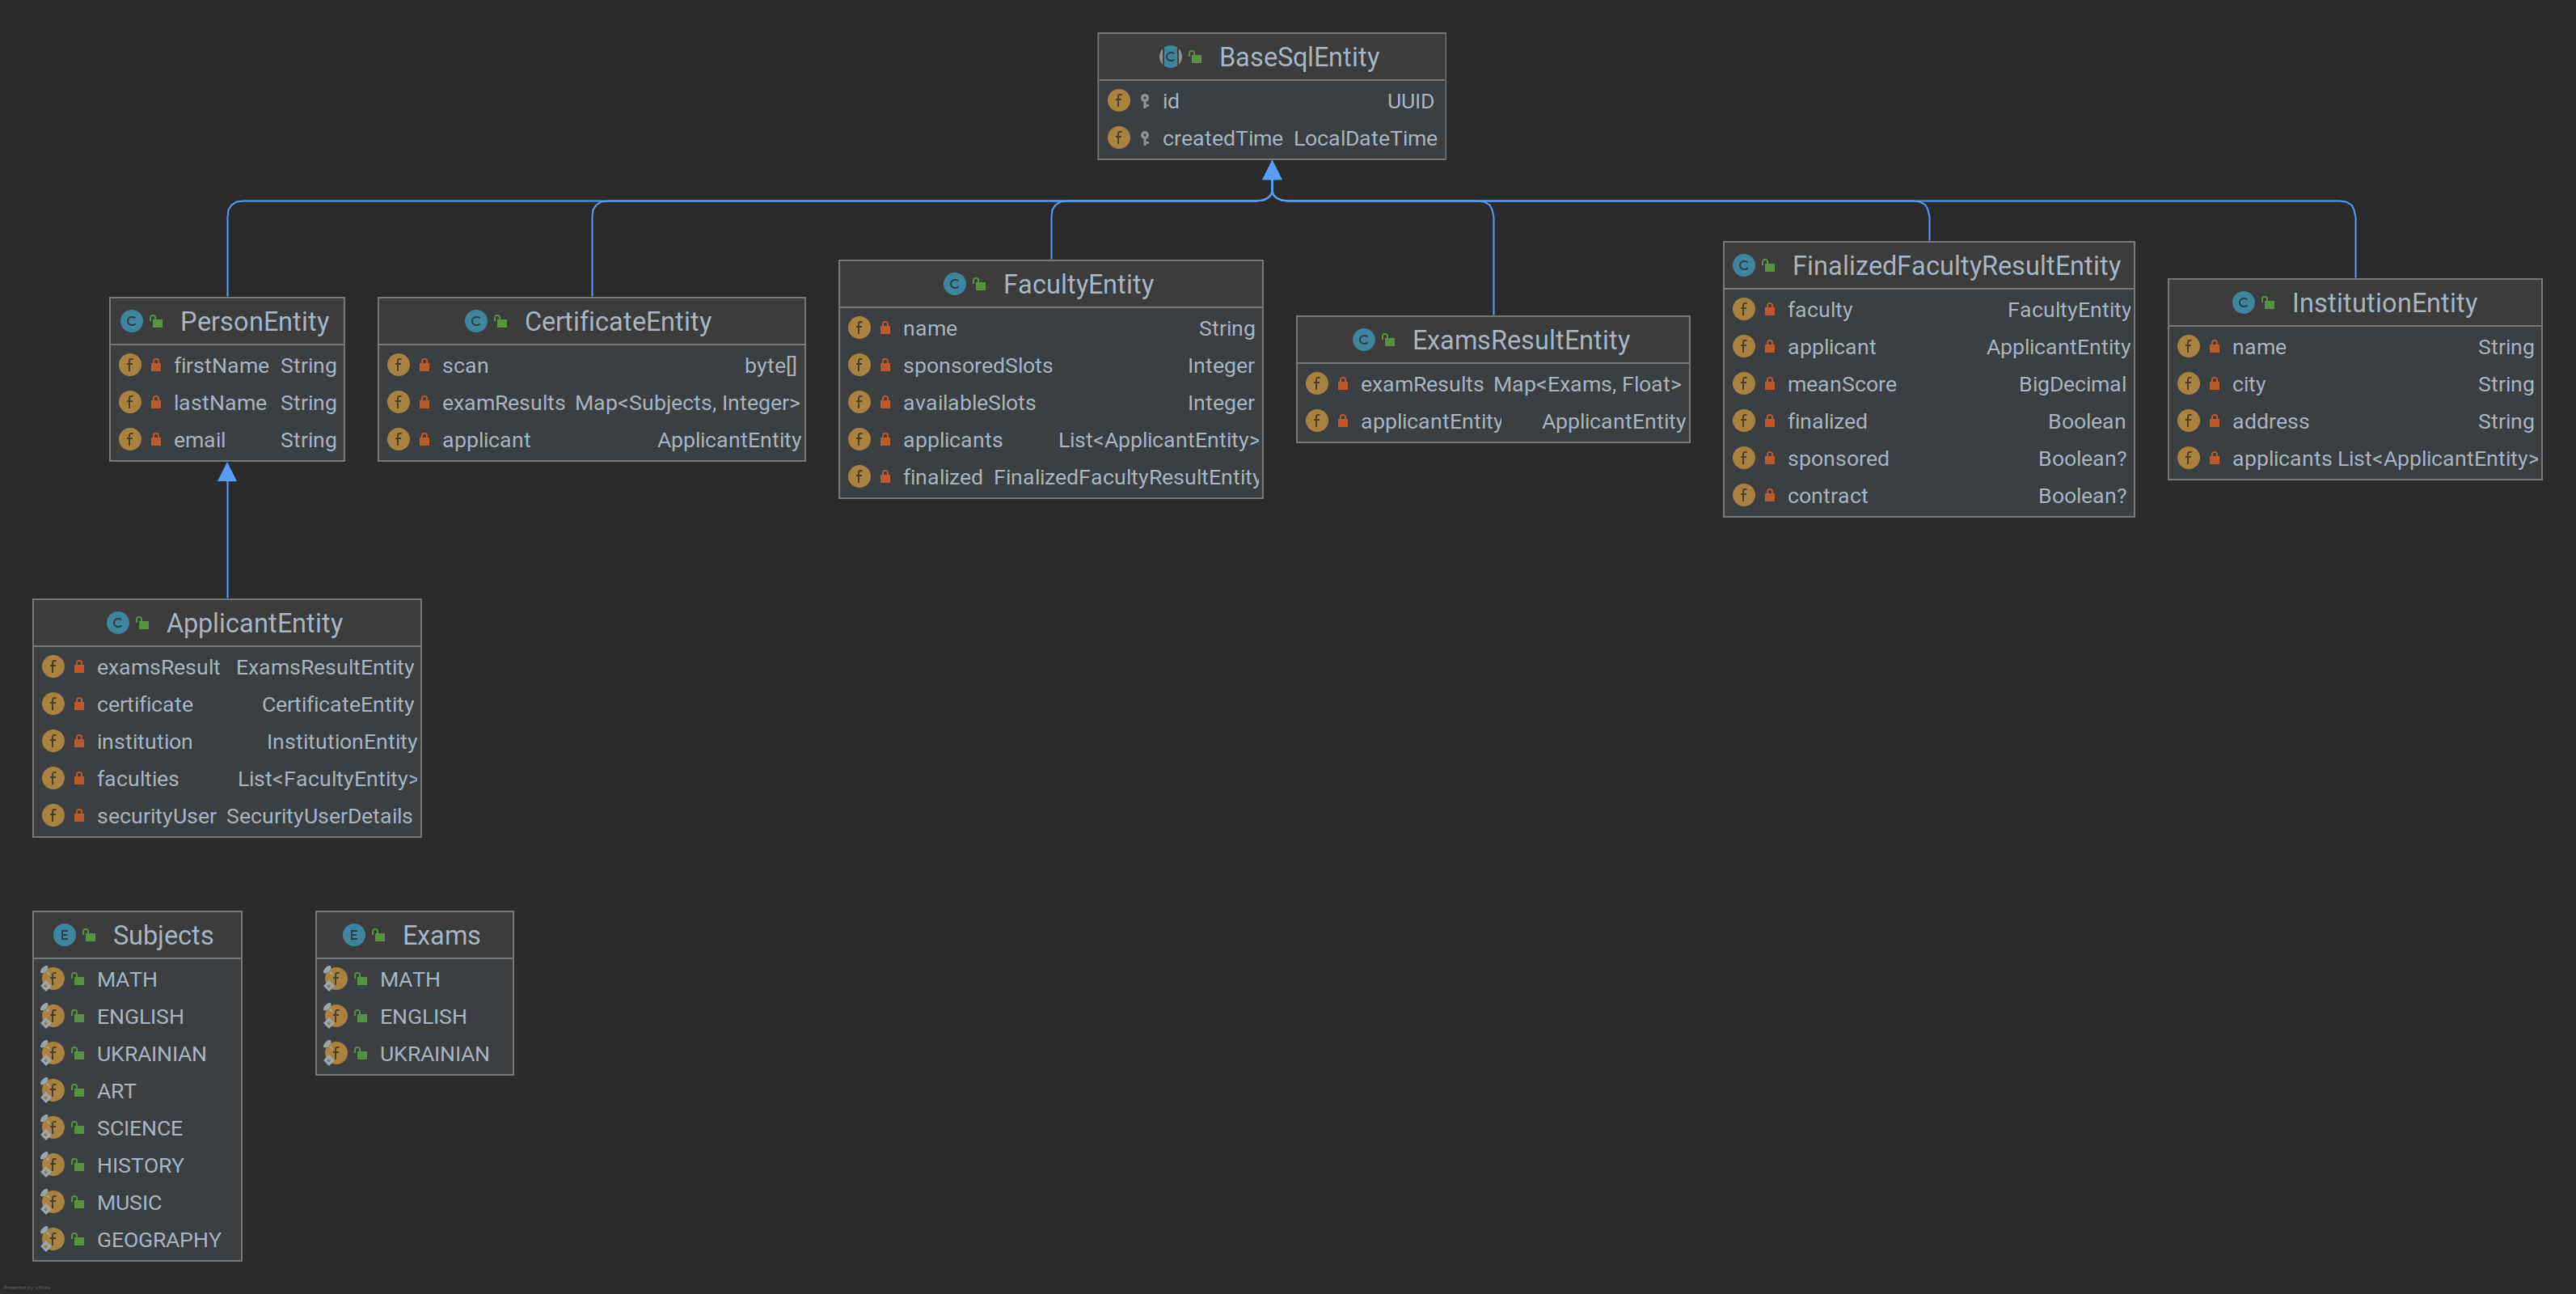 BaseSqlEntity
id UUID
createdTime LocalDateTime
PersonEntity
firstName String
lastName String
email String
CertificateEntity
scan byte[]
examResults Map<Subjects, Integer>
applicant ApplicantEntity
FacultyEntity
name String
sponsoredSlots Integer
availableSlots Integer
applicants List<ApplicantEntity>
finalized FinalizedFacultyResultEntity
ExamsResultEntity
examResults Map<Exams, Float>
applicantEntity ApplicantEntity
FinalizedFacultyResultEntity
faculty FacultyEntity
applicant ApplicantEntity
meanScore BigDecimal
finalized Boolean
sponsored Boolean?
contract Boolean?
InstitutionEntity
name String
city String
address String
applicants List<ApplicantEntity>
ApplicantEntity
examsResult ExamsResultEntity
certificate CertificateEntity
institution InstitutionEntity
faculties List<FacultyEntity>
securityUser SecurityUserDetails
Subjects
MATH
ENGLISH
UKRAINIAN
ART
SCIENCE
HISTORY
MUSIC
GEOGRAPHY
Exams
MATH
ENGLISH
UKRAINIAN
Powered by yFiles